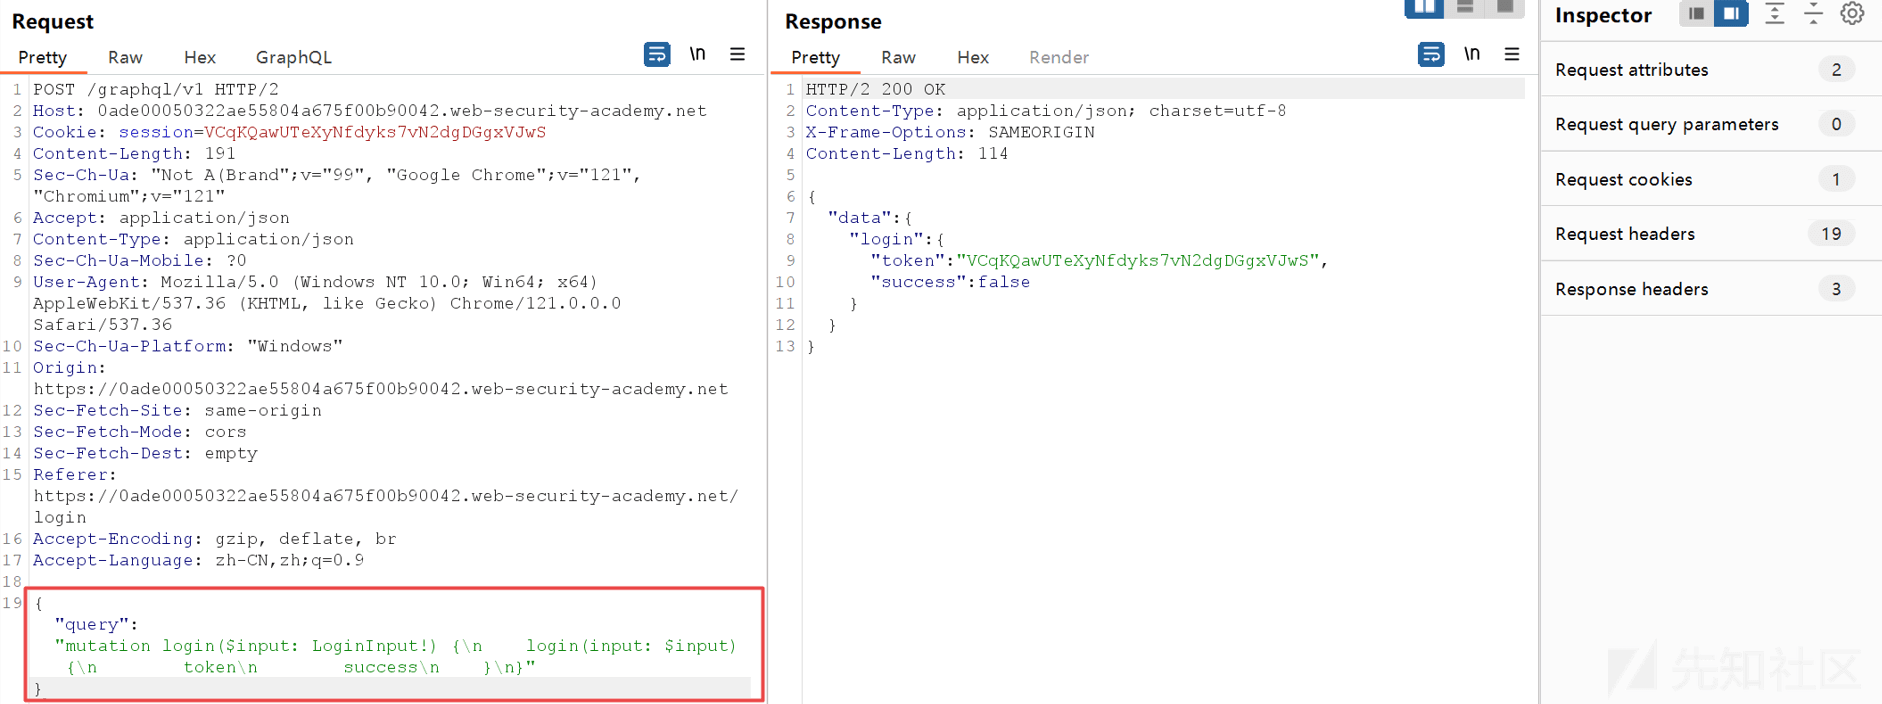 Request
Pretty Raw Hex GraphQL \n
1 POST /graphql/v1 HTTP/2
2 Host: 0ade00050322ae55804a675f00b90042.web-security-academy.net
3 Cookie: session=VCqKQawUTeXyNfdyks7vN2dgDGgxVJwS
4 Content-Length: 191
5 Sec-Ch-Ua: "Not A(Brand";v="99", "Google Chrome";v="121",
"Chromium";v="121"
6 Accept: application/json
7 Content-Type: application/json
8 Sec-Ch-Ua-Mobile: ?0
9 User-Agent: Mozilla/5.0 (Windows NT 10.0; Win64; x64)
AppleWebKit/537.36 (KHTML, like Gecko) Chrome/121.0.0.0
Safari/537.36
10 Sec-Ch-Ua-Platform: "Windows"
11 Origin:
https://0ade00050322ae55804a675f00b90042.web-security-academy.net
12 Sec-Fetch-Site: same-origin
13 Sec-Fetch-Mode: cors
14 Sec-Fetch-Dest: empty
15 Referer:
https://0ade00050322ae55804a675f00b90042.web-security-academy.net/
login
16 Accept-Encoding: gzip, deflate, br
17 Accept-Language: zh-CN,zh;q=0.9
18
19 {
"query":
"mutation login($input: LoginInput!) {\n    login(input: $input)
{\n        token\n        success\n    }\n}"
}
Response
Pretty Raw Hex Render \n
1 HTTP/2 200 OK
2 Content-Type: application/json; charset=utf-8
3 X-Frame-Options: SAMEORIGIN
4 Content-Length: 114
5
6 {
7 "data":{
8 "login":{
9 "token":"VCqKQawUTeXyNfdyks7vN2dgDGgxVJwS",
10 "success":false
11 }
12 }
13 }
Inspector
Request attributes 2
Request query parameters 0
Request cookies 1
Request headers 19
Response headers 3
先知社区